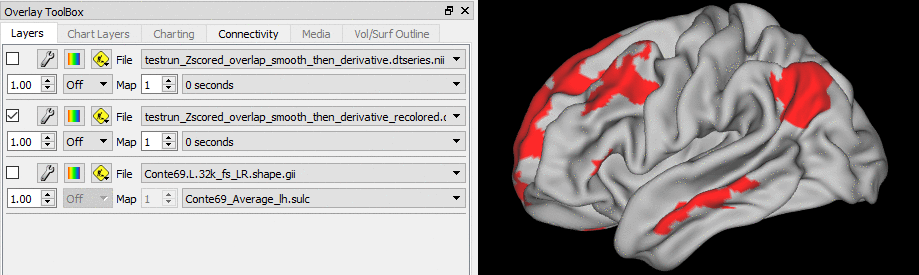 Overlay ToolBox
Layers Chart Layers Charting Connectivity Media Vol/Surf Outline
File testrun_Zscored_overlap_smooth_then_derivative.dtseries.nii
1.00 Off Map 1 0 seconds
File testrun_Zscored_overlap_smooth_then_derivative_recolored.
1.00 Off Map 1 0 seconds
File Conte69.L.32k_fs_LR.shape.gii
1.00 Off Map 1 Conte69_Average_lh.sulc